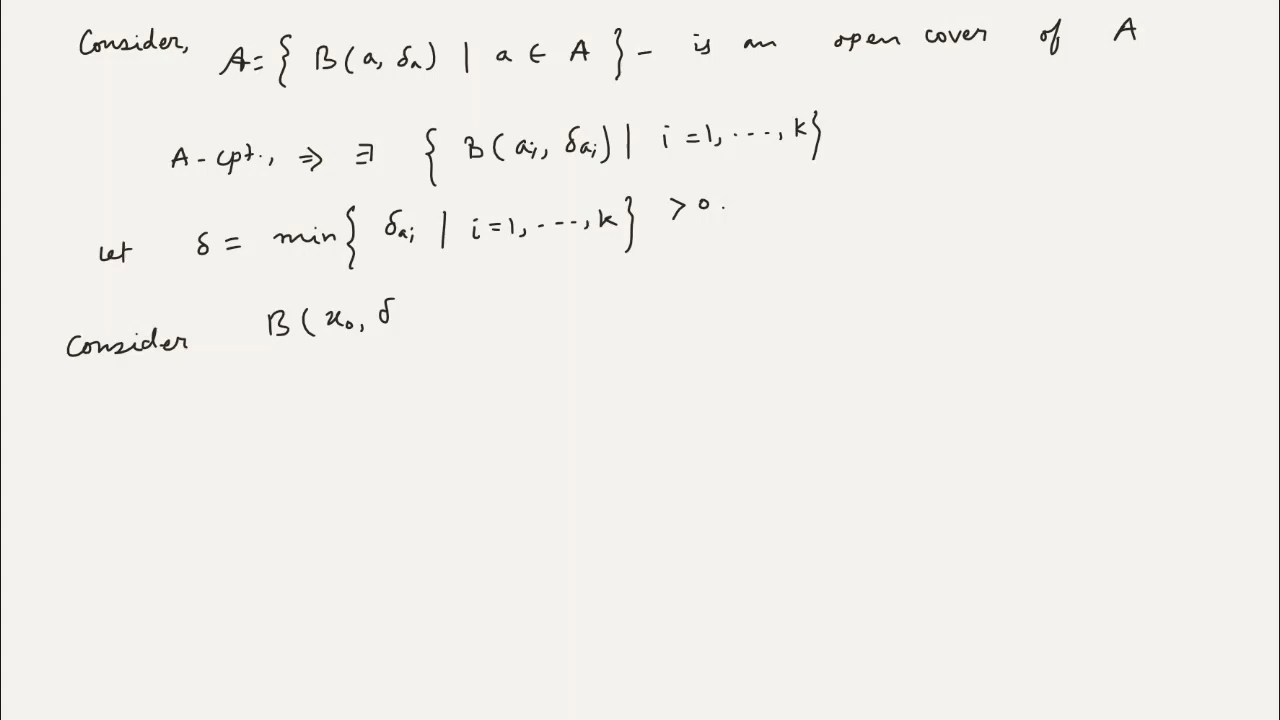 Consider, A = { B(a, δₐ) | a ∈ A } - is an open cover of A
A - cpt., ⇒ ∃ { B(aᵢ, δₐᵢ) | i = 1, ---, k}
Let δ = min{ δₐᵢ | i = 1, ---, k} > 0.
Consider B(x₀, δ